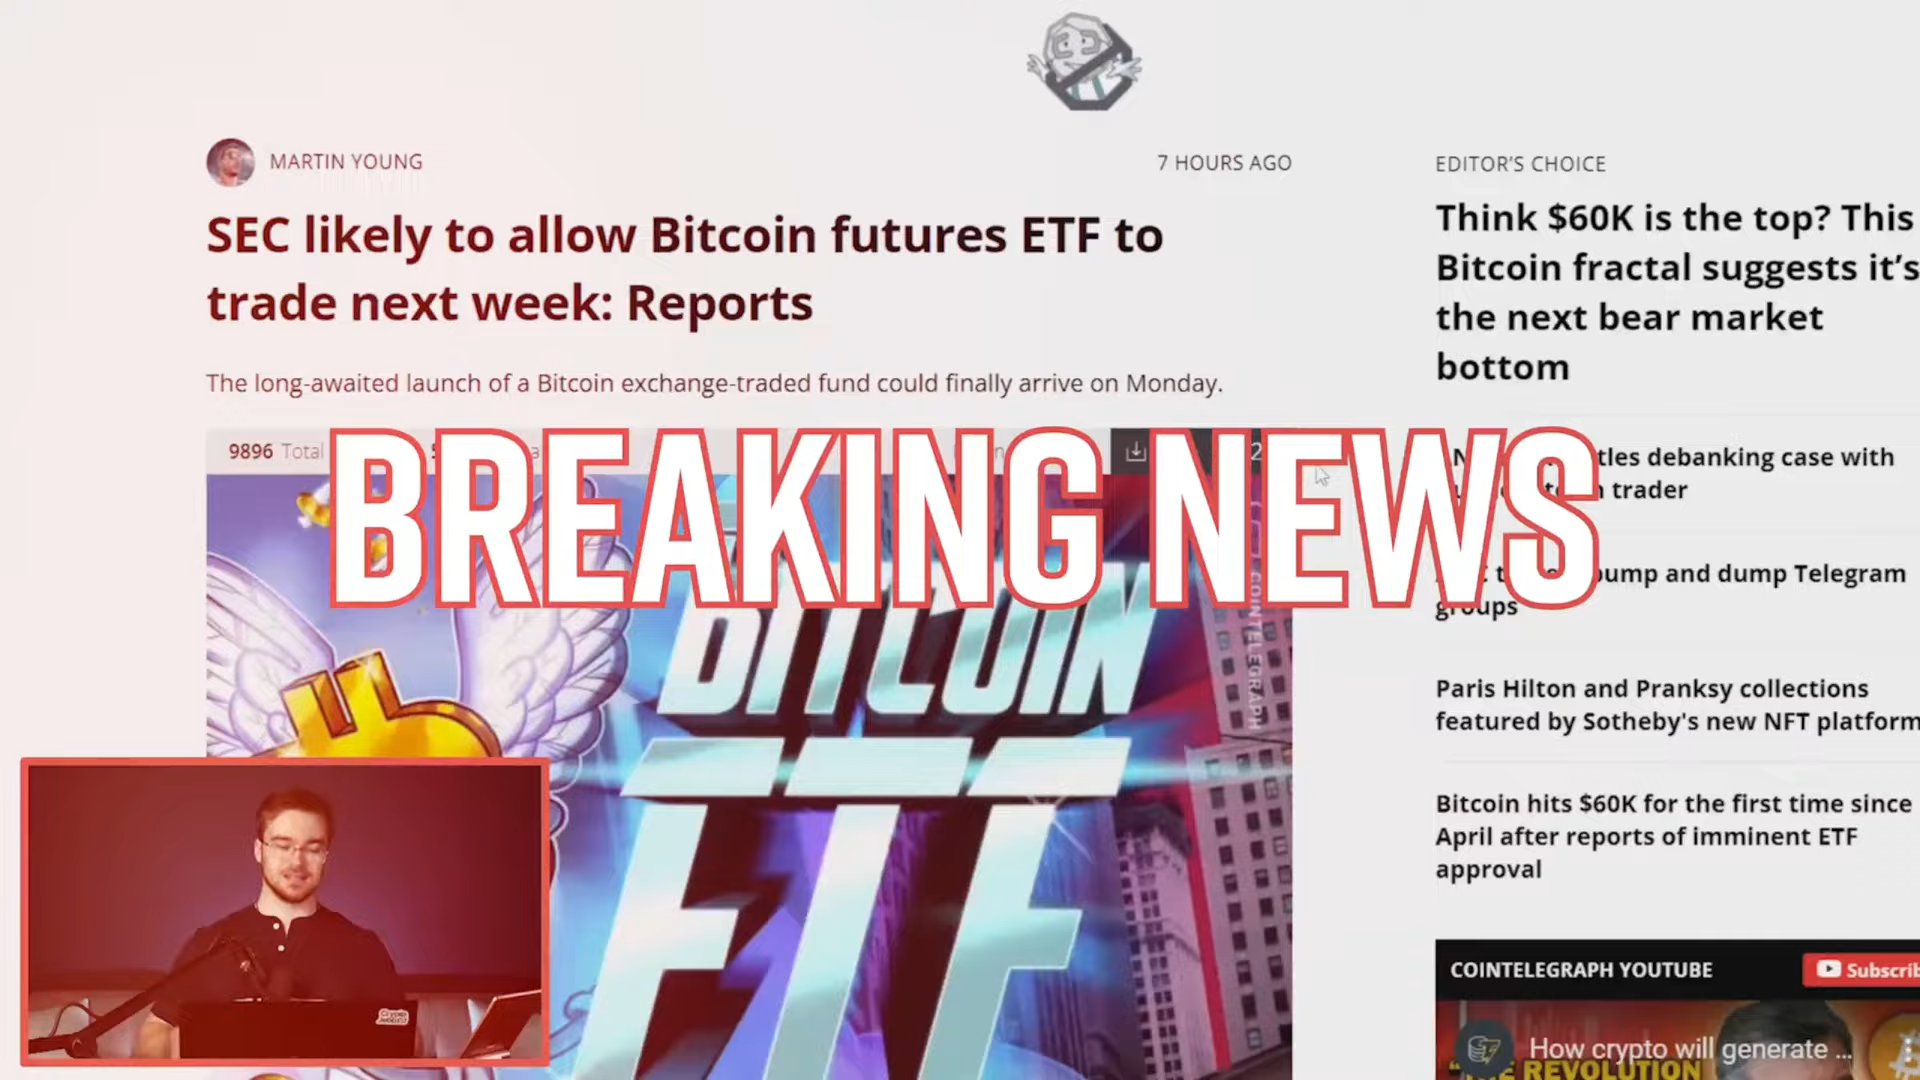 MARTIN YOUNG
7 HOURS AGO
SEC likely to allow Bitcoin futures ETF to
trade next week: Reports
The long-awaited launch of a Bitcoin exchange-traded fund could finally arrive on Monday.
9896 Total
BREAKING NEWS
BITCOIN
ETF
COINTELEGRAPH
EDITOR'S CHOICE
Think $60K is the top? This
Bitcoin fractal suggests it's
the next bear market
bottom
debanking case with
trader
and dump Telegram
groups
Paris Hilton and Pranksy collections
featured by Sotheby's new NFT platform
Bitcoin hits $60K for the first time since
April after reports of imminent ETF
approval
COINTELEGRAPH YOUTUBE
Subscrib
How crypto will generate ...
REVOLUTION